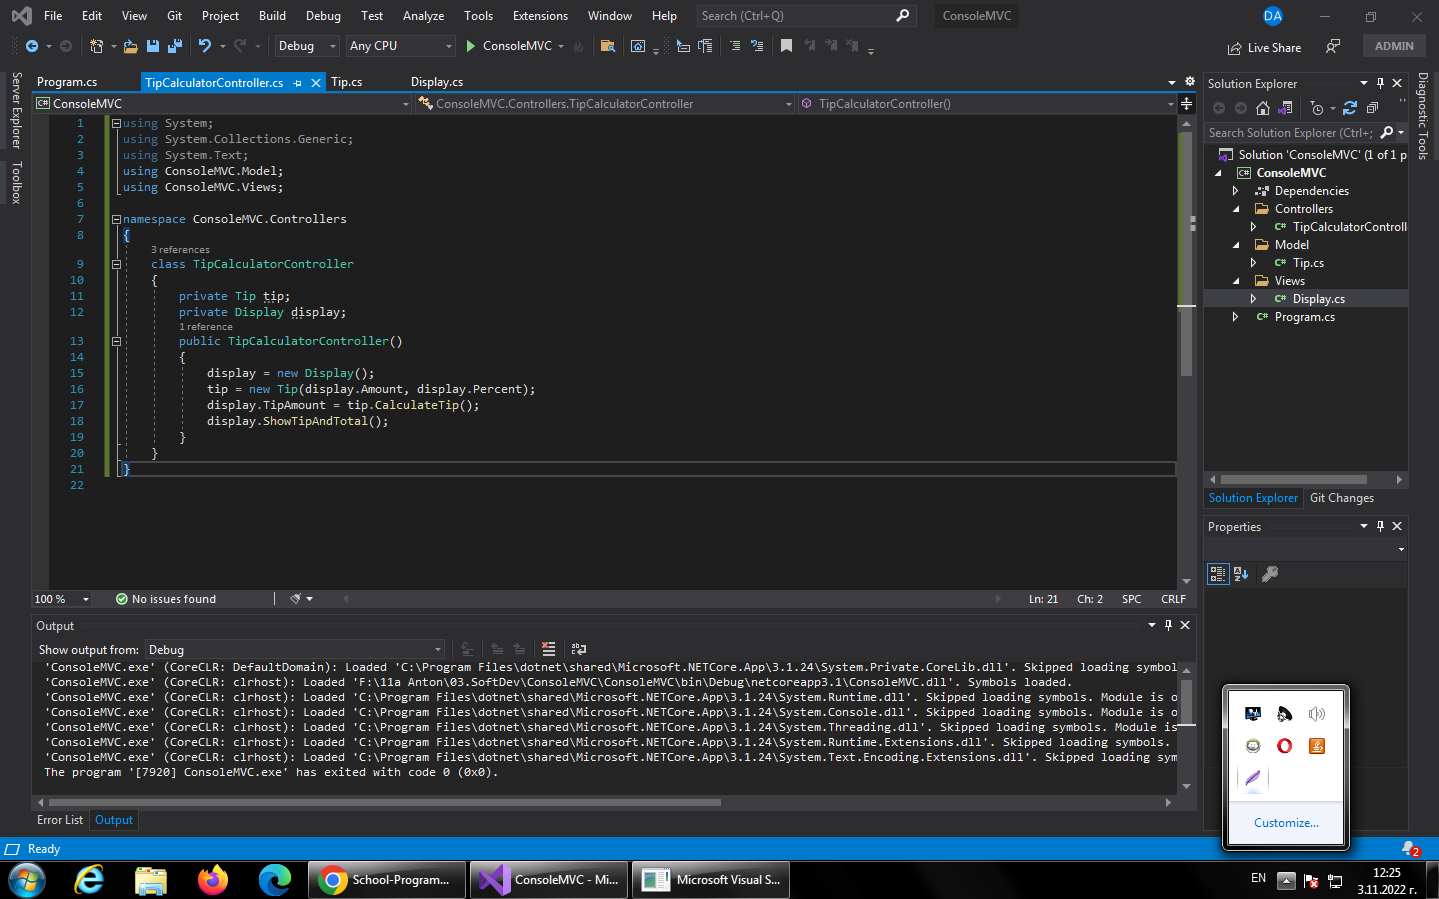 File Edit View Git Project Build Debug Test Analyze Tools Extensions Window Help Search (Ctrl+Q) ConsoleMVC DA
Debug Any CPU ConsoleMVC Live Share ADMIN
Server Explorer
Toolbox
Program.cs TipCalculatorController.cs Tip.cs Display.cs
ConsoleMVC ConsoleMVC.Controllers.TipCalculatorController TipCalculatorController()
1 using System;
2 using System.Collections.Generic;
3 using System.Text;
4 using ConsoleMVC.Model;
5 using ConsoleMVC.Views;
6
7 namespace ConsoleMVC.Controllers
8 {
3 references
9 class TipCalculatorController
10 {
11 private Tip tip;
12 private Display display;
1 reference
13 public TipCalculatorController()
14 {
15 display = new Display();
16 tip = new Tip(display.Amount, display.Percent);
17 display.TipAmount = tip.CalculateTip();
18 display.ShowTipAndTotal();
19 }
20 }
21 }
22
100 % No issues found Ln: 21 Ch: 2 SPC CRLF
Output
Show output from: Debug
'ConsoleMVC.exe' (CoreCLR: DefaultDomain): Loaded 'C:\Program Files\dotnet\shared\Microsoft.NETCore.App\3.1.24\System.Private.CoreLib.dll'. Skipped loading symbol
'ConsoleMVC.exe' (CoreCLR: clrhost): Loaded 'F:\11a Anton\03.SoftDev\ConsoleMVC\ConsoleMVC\bin\Debug\netcoreapp3.1\ConsoleMVC.dll'. Symbols loaded.
'ConsoleMVC.exe' (CoreCLR: clrhost): Loaded 'C:\Program Files\dotnet\shared\Microsoft.NETCore.App\3.1.24\System.Runtime.dll'. Skipped loading symbols. Module is o
'ConsoleMVC.exe' (CoreCLR: clrhost): Loaded 'C:\Program Files\dotnet\shared\Microsoft.NETCore.App\3.1.24\System.Console.dll'. Skipped loading symbols. Module is o
'ConsoleMVC.exe' (CoreCLR: clrhost): Loaded 'C:\Program Files\dotnet\shared\Microsoft.NETCore.App\3.1.24\System.Threading.dll'. Skipped loading symbols. Module is
'ConsoleMVC.exe' (CoreCLR: clrhost): Loaded 'C:\Program Files\dotnet\shared\Microsoft.NETCore.App\3.1.24\System.Runtime.Extensions.dll'. Skipped loading symbols.
'ConsoleMVC.exe' (CoreCLR: clrhost): Loaded 'C:\Program Files\dotnet\shared\Microsoft.NETCore.App\3.1.24\System.Text.Encoding.Extensions.dll'. Skipped loading sym
The program '[7920] ConsoleMVC.exe' has exited with code 0 (0x0).
Error List Output
Solution Explorer
Search Solution Explorer (Ctrl+;
Solution 'ConsoleMVC' (1 of 1 p
ConsoleMVC
Dependencies
Controllers
TipCalculatorControll
Model
Tip.cs
Views
Display.cs
Program.cs
Solution Explorer Git Changes
Properties
Diagnostic Tools
Customize...
Ready 2
School-Program... ConsoleMVC - Mi... Microsoft Visual S... EN 12:25
3.11.2022 г.